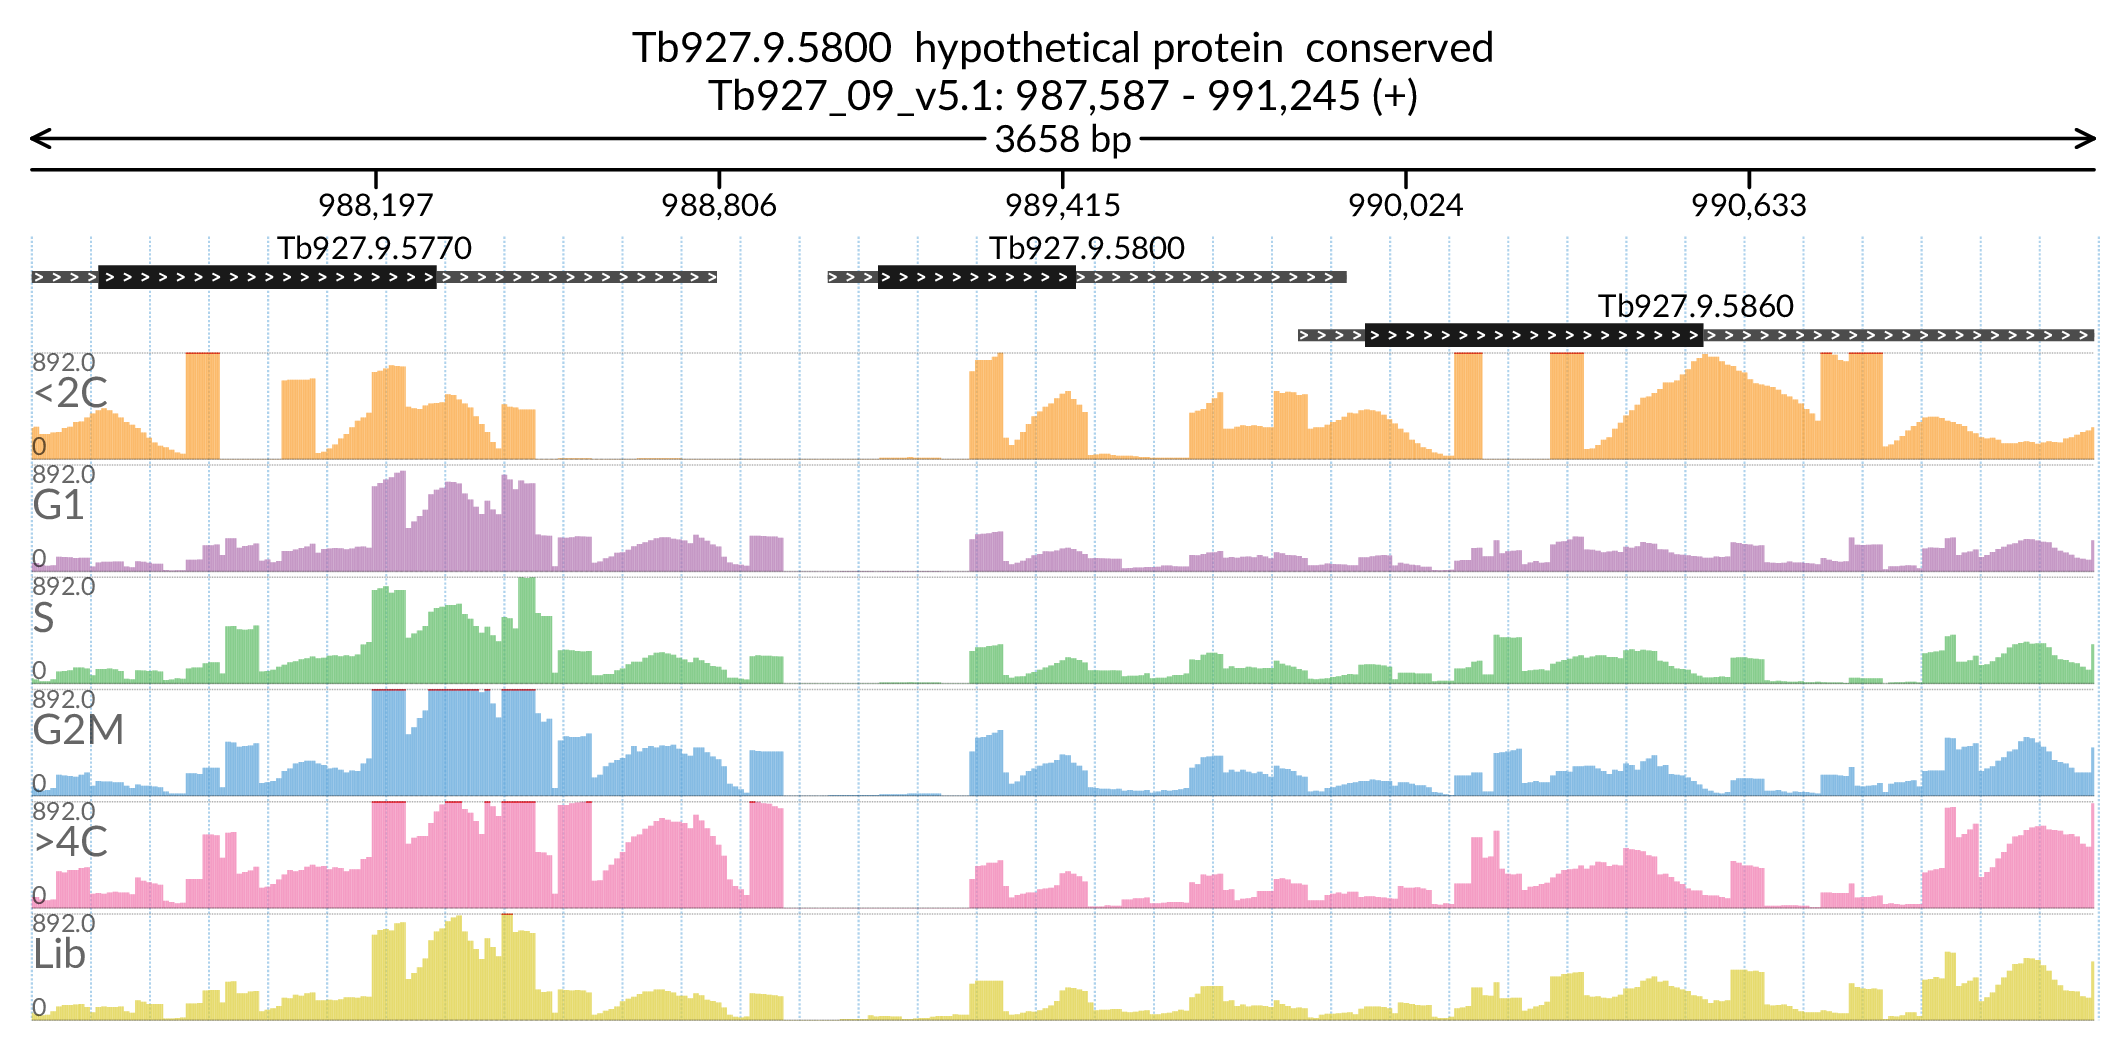 Tb927.9.5800 hypothetical protein conserved
Tb927_09_v5.1: 987,587 - 991,245 (+)
3658 bp
988,197 988,806 989,415 990,024 990,633
Tb927.9.5770 Tb927.9.5800
Tb927.9.5860
892.0
<2C
0
892.0
G1
0
892.0
S
0
892.0
G2M
0
892.0
>4C
0
892.0
Lib
0